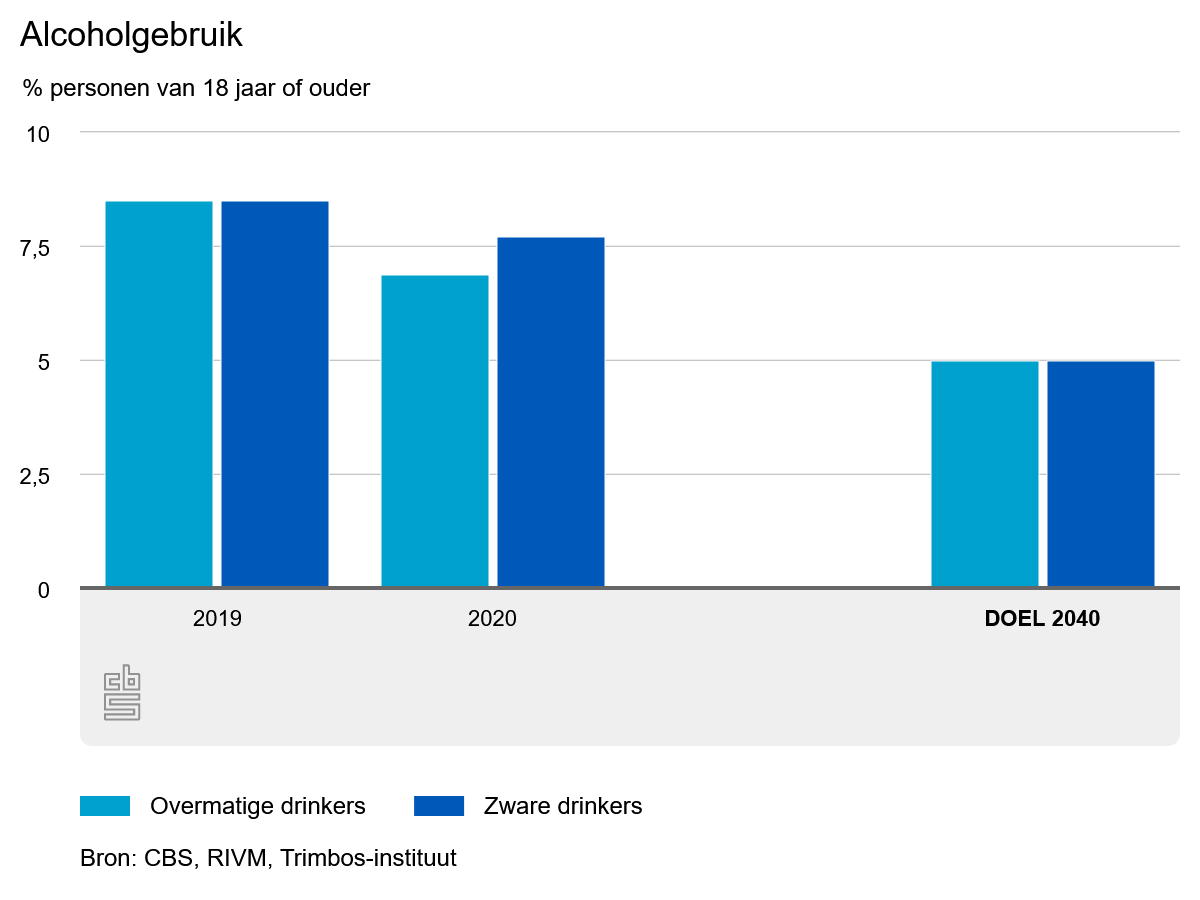 Alcoholgebruik
% personen van 18 jaar of ouder
10
7,5
5
2,5
0
2019 2020 DOEL 2040
Overmatige drinkers Zware drinkers
Bron: CBS, RIVM, Trimbos-instituut